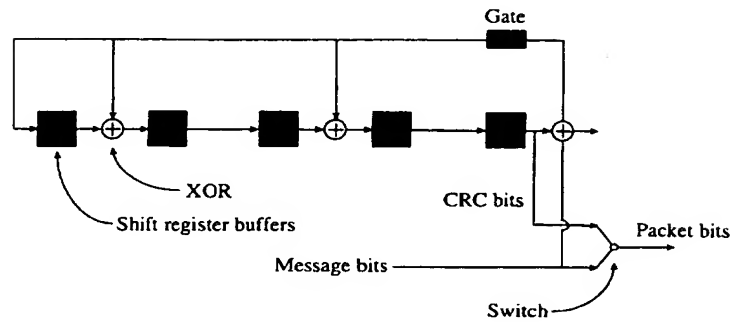 Gate
XOR
Shift register buffers
CRC bits
Packet bits
Message bits
Switch